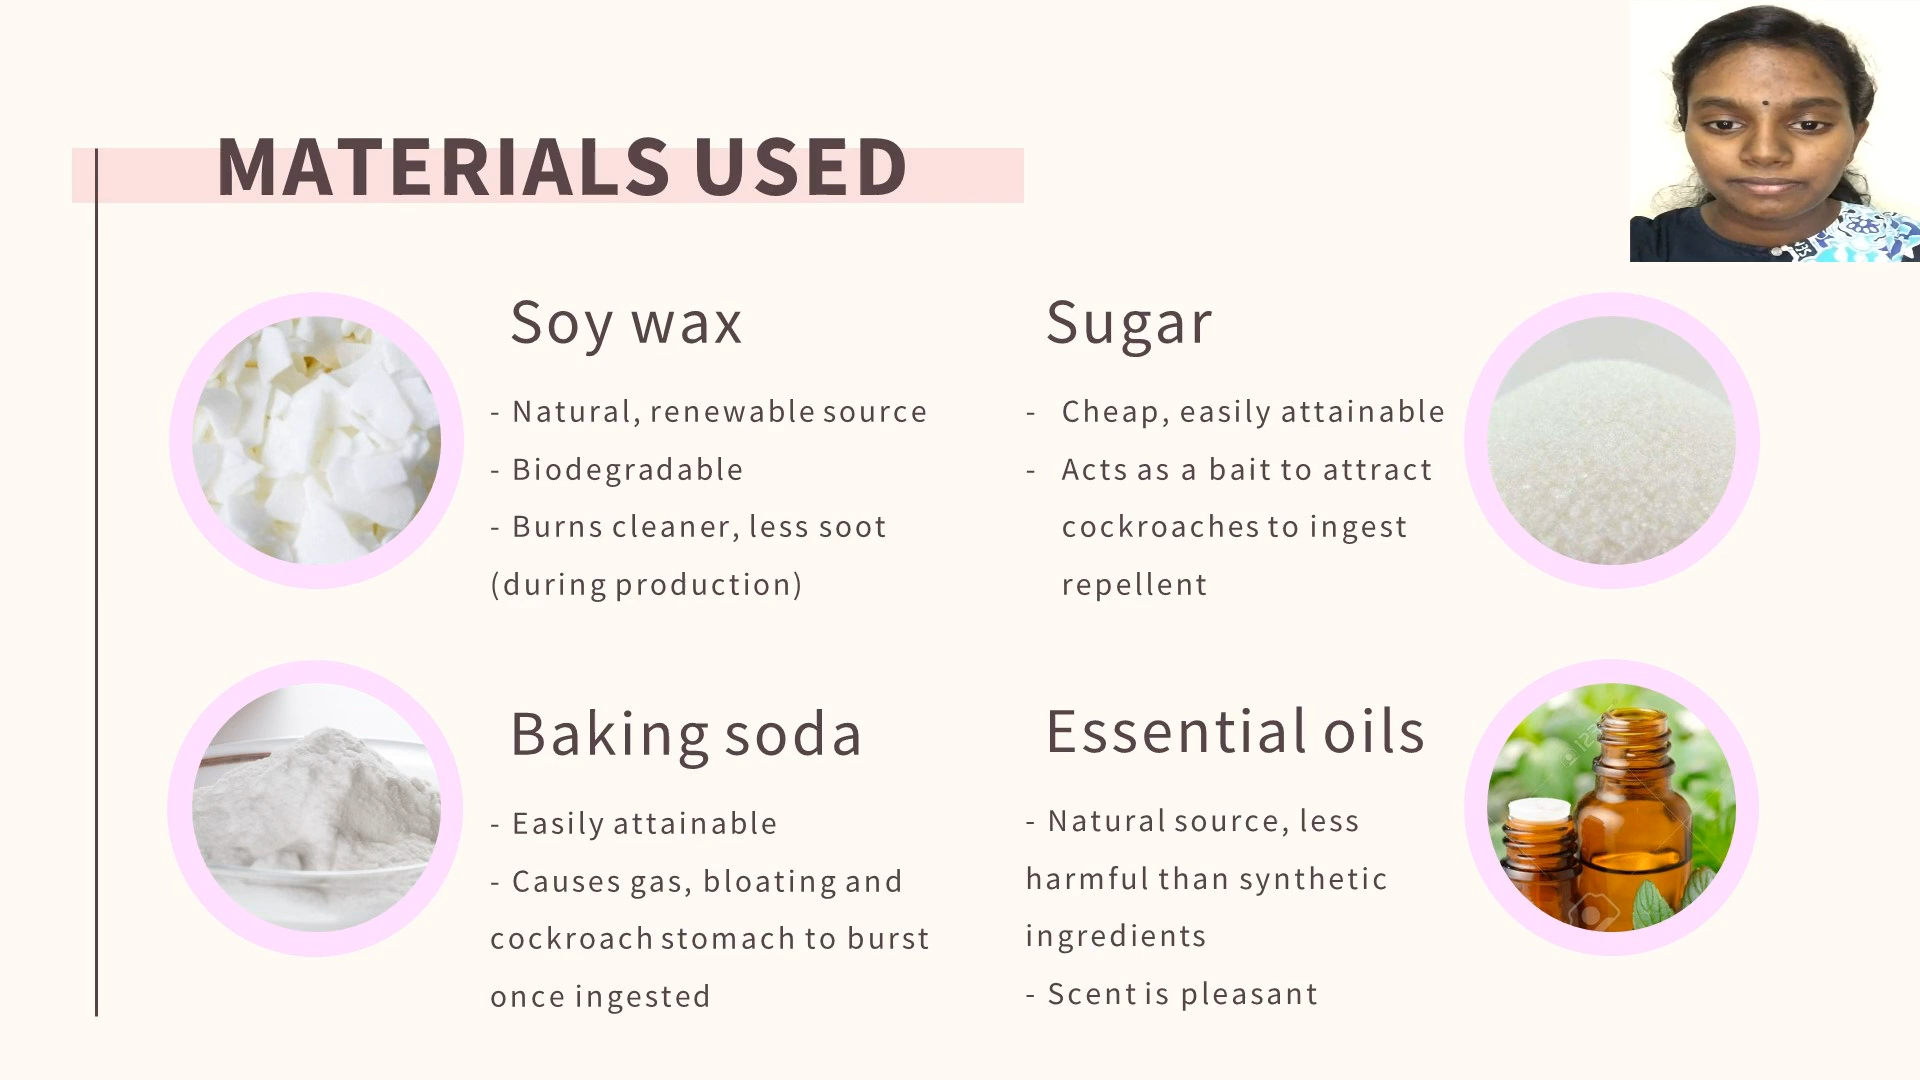 MATERIALS USED
Soy wax
- Natural, renewable source
- Biodegradable
- Burns cleaner, less soot
(during production)
Sugar
- Cheap, easily attainable
- Acts as a bait to attract
cockroaches to ingest
repellent
Baking soda
- Easily attainable
- Causes gas, bloating and
cockroach stomach to burst
once ingested
Essential oils
- Natural source, less
harmful than synthetic
ingredients
- Scent is pleasant